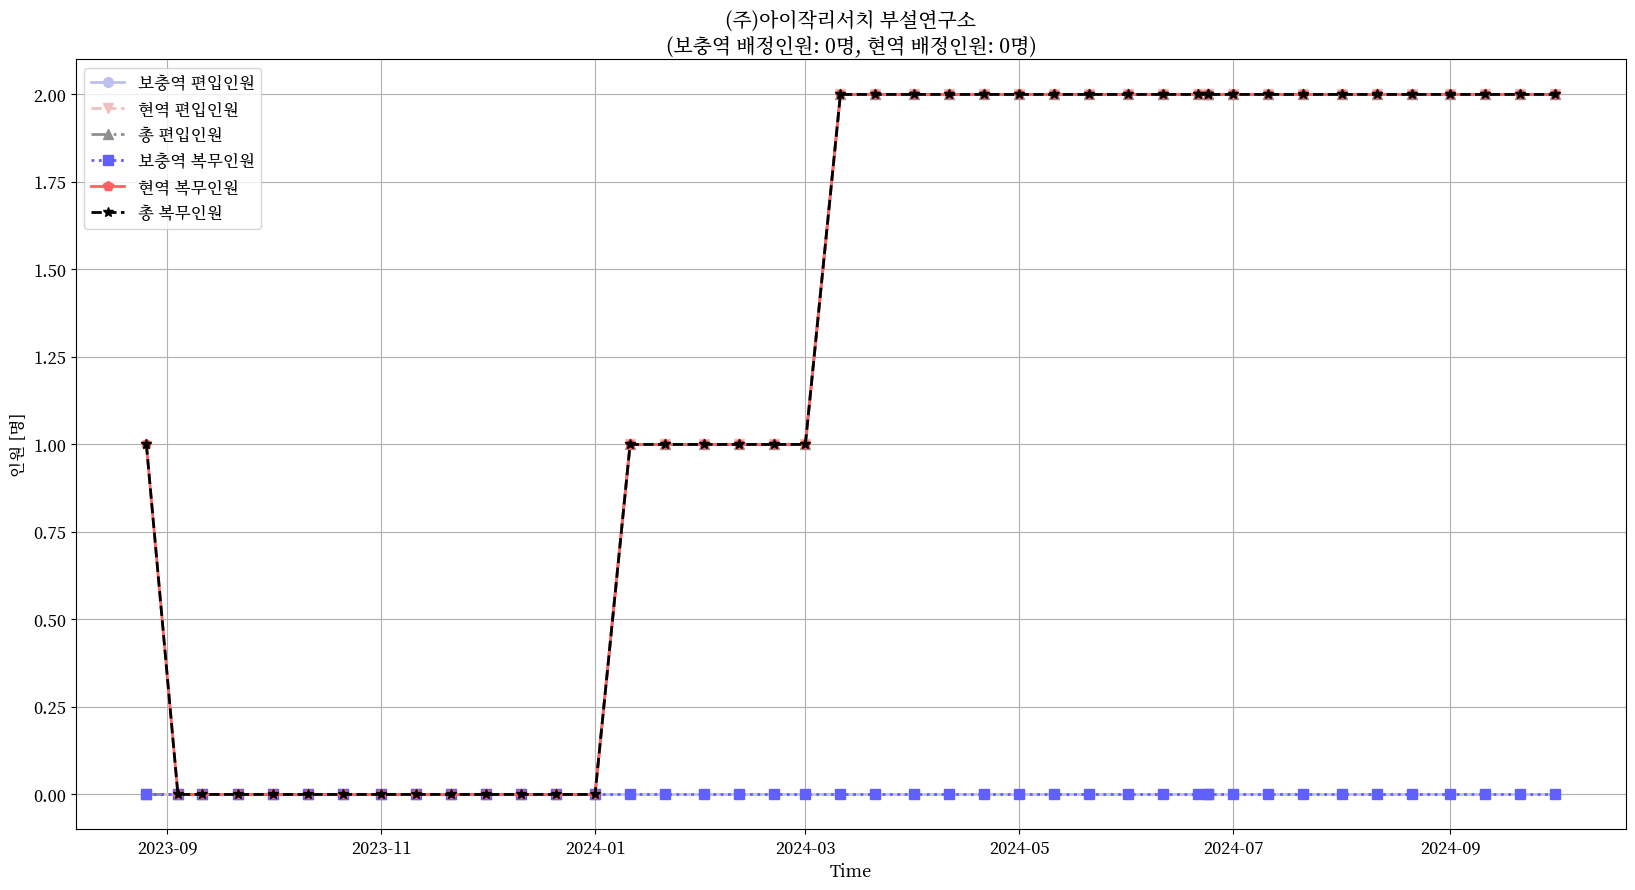 (주)아이작리서치 부설연구소
(보충역 배정인원: 0명, 현역 배정인원: 0명)
보충역 편입인원
현역 편입인원
총 편입인원
보충역 복무인원
현역 복무인원
총 복무인원
2.00
1.75
1.50
1.25
1.00
0.75
0.50
0.25
0.00
인원 [명]
2023-09
2023-11
2024-01
2024-03
2024-05
2024-07
2024-09
Time